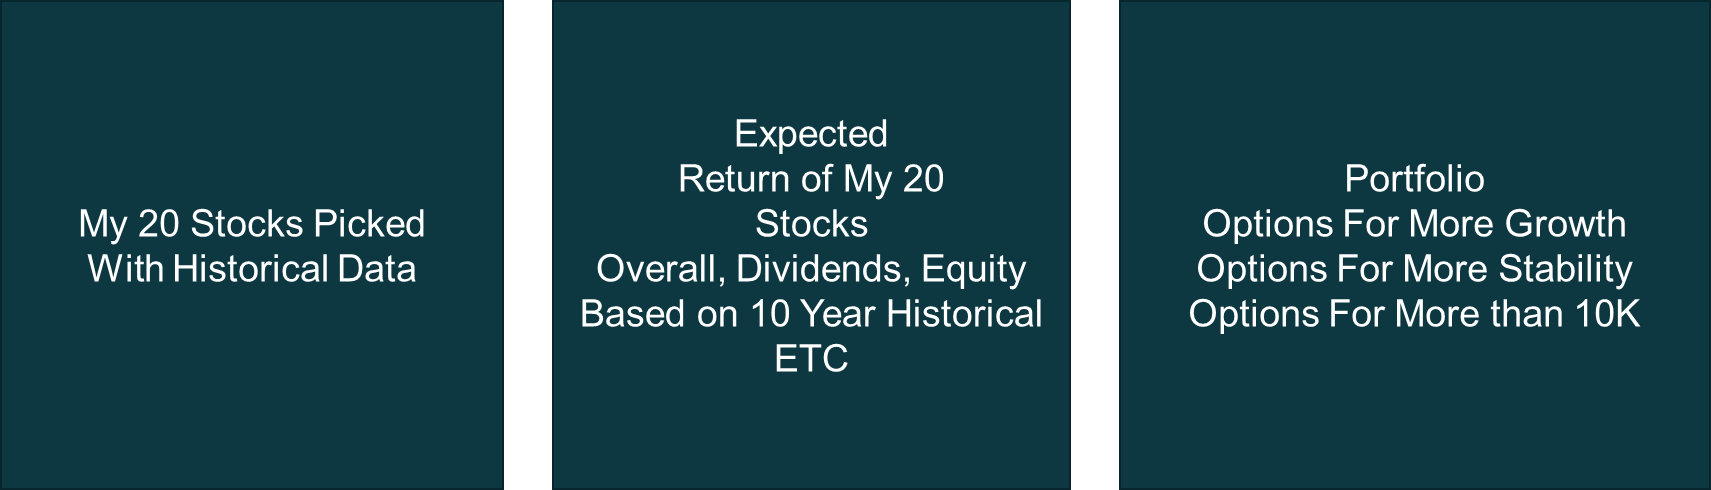 My 20 Stocks Picked
With Historical Data
Expected
Return of My 20
Stocks
Overall, Dividends, Equity
Based on 10 Year Historical
ETC
Portfolio
Options For More Growth
Options For More Stability
Options For More than 10K